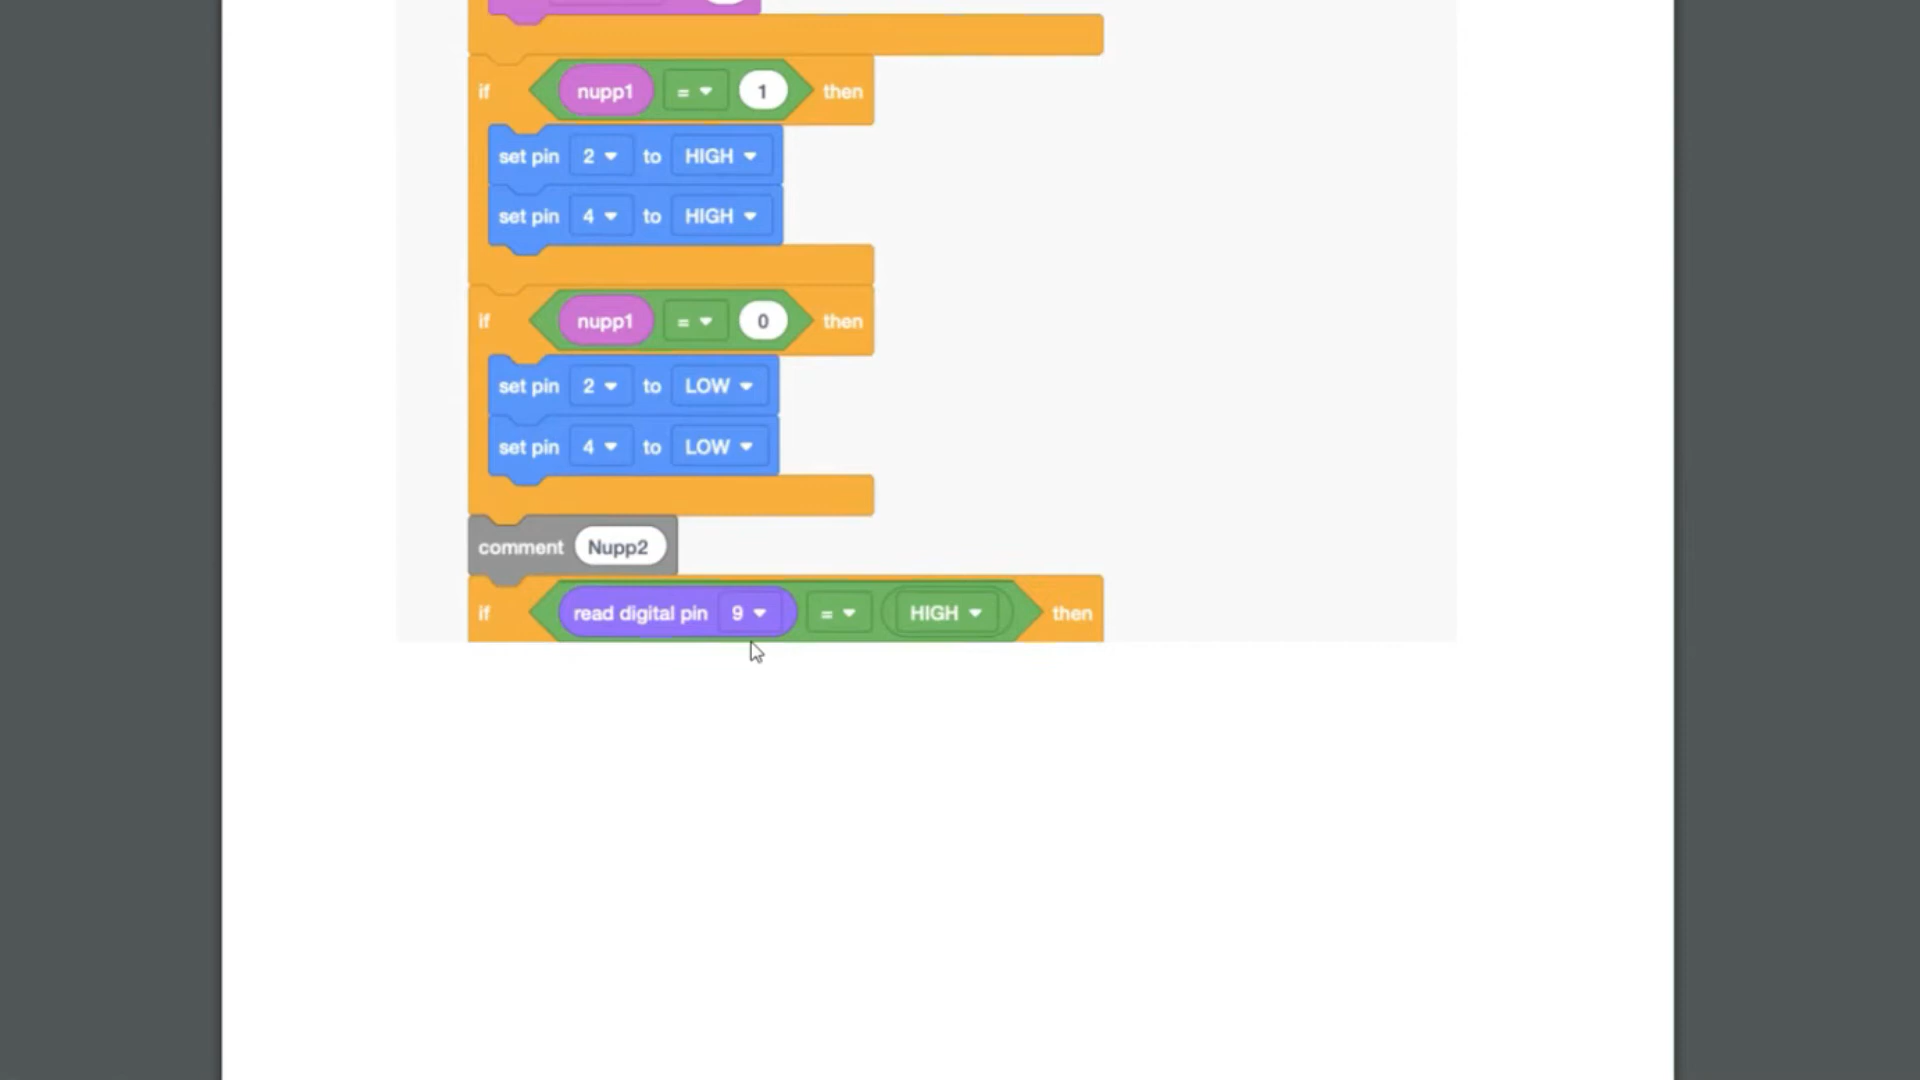 if nupp1 = 1 then
set pin 2 to HIGH
set pin 4 to HIGH
if nupp1 = 0 then
set pin 2 to LOW
set pin 4 to LOW
comment Nupp2
if read digital pin 9 = HIGH then